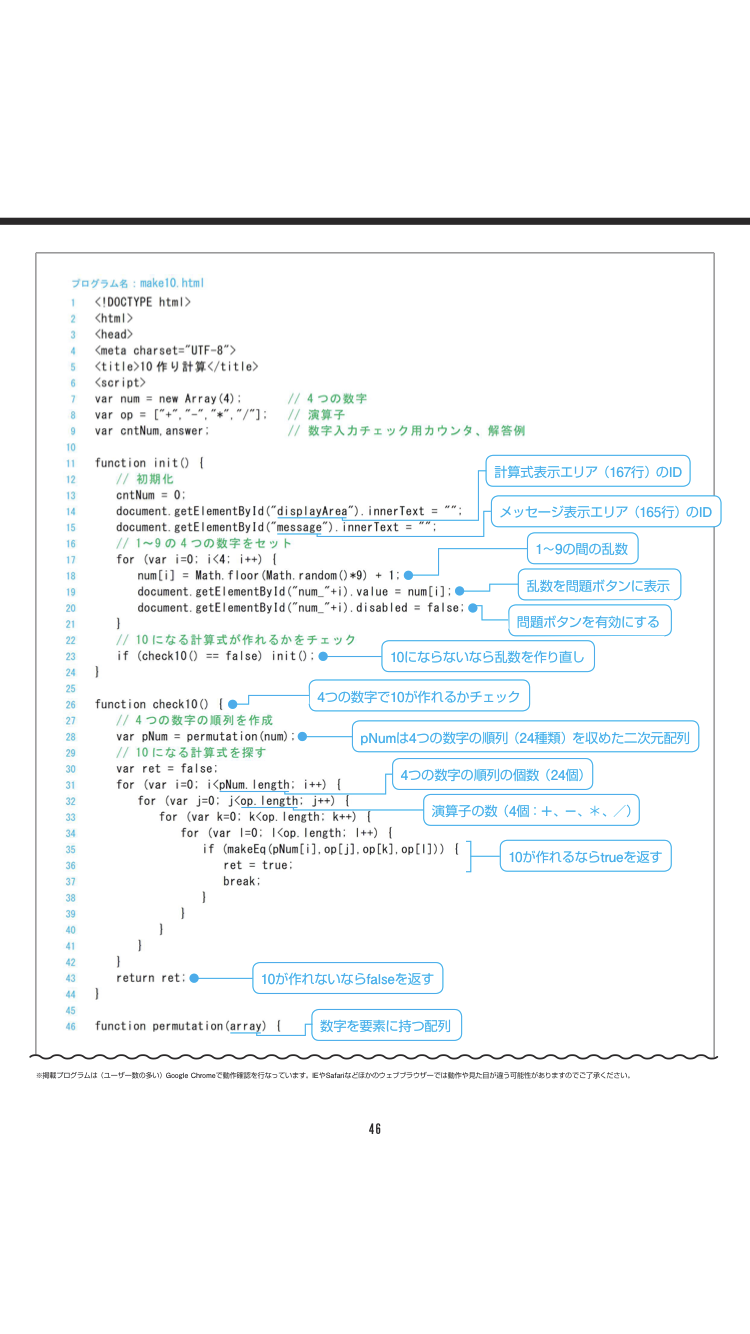 プログラム名：make10.html
1 <!DOCTYPE html>
2 <html>
3 <head>
4 <meta charset="UTF-8">
5 <title>10作り計算</title>
6 <script>
7 var num = new Array(4); // 4つの数字
8 var op = ["+","-","*","/"]; // 演算子
9 var cntNum,answer; // 数字入力チェック用カウンタ、解答例
10
11 function init() {
計算式表示エリア（167行）のID
12 // 初期化
13 cntNum = 0;
14 document.getElementById("displayArea").innerText = "";
メッセージ表示エリア（165行）のID
15 document.getElementById("message").innerText = "";
16 // 1〜9の4つの数字をセット
1〜9の間の乱数
17 for (var i=0; i<4; i++) {
18 num[i] = Math.floor(Math.random()*9) + 1;
乱数を問題ボタンに表示
19 document.getElementById("num_"+i).value = num[i];
20 document.getElementById("num_"+i).disabled = false;
問題ボタンを有効にする
21 }
22 // 10になる計算式が作れるかをチェック
23 if (check10() == false) init();
10にならないなら乱数を作り直し
24 }
25
26 function check10() {
4つの数字で10が作れるかチェック
27 // 4つの数字の順列を作成
28 var pNum = permutation(num);
pNumは4つの数字の順列（24種類）を収めた二次元配列
29 // 10になる計算式を探す
30 var ret = false;
4つの数字の順列の個数（24個）
31 for (var i=0; i<pNum.length; i++) {
32 for (var j=0; j<op.length; j++) {
演算子の数（4個：＋、−、＊、／）
33 for (var k=0; k<op.length; k++) {
34 for (var l=0; l<op.length; l++) {
35 if (makeEq(pNum[i],op[j],op[k],op[l])) {
10が作れるならtrueを返す
36 ret = true;
37 break;
38 }
39 }
40 }
41 }
42 }
43 return ret;
10が作れないならfalseを返す
44 }
45
46 function permutation(array) {
数字を要素に持つ配列
※掲載プログラムは（ユーザー数の多い）Google Chromeで動作確認を行なっています。IEやSafariなどほかのウェブブラウザーでは動作や見た目が違う可能性がありますのでご了承ください。
46